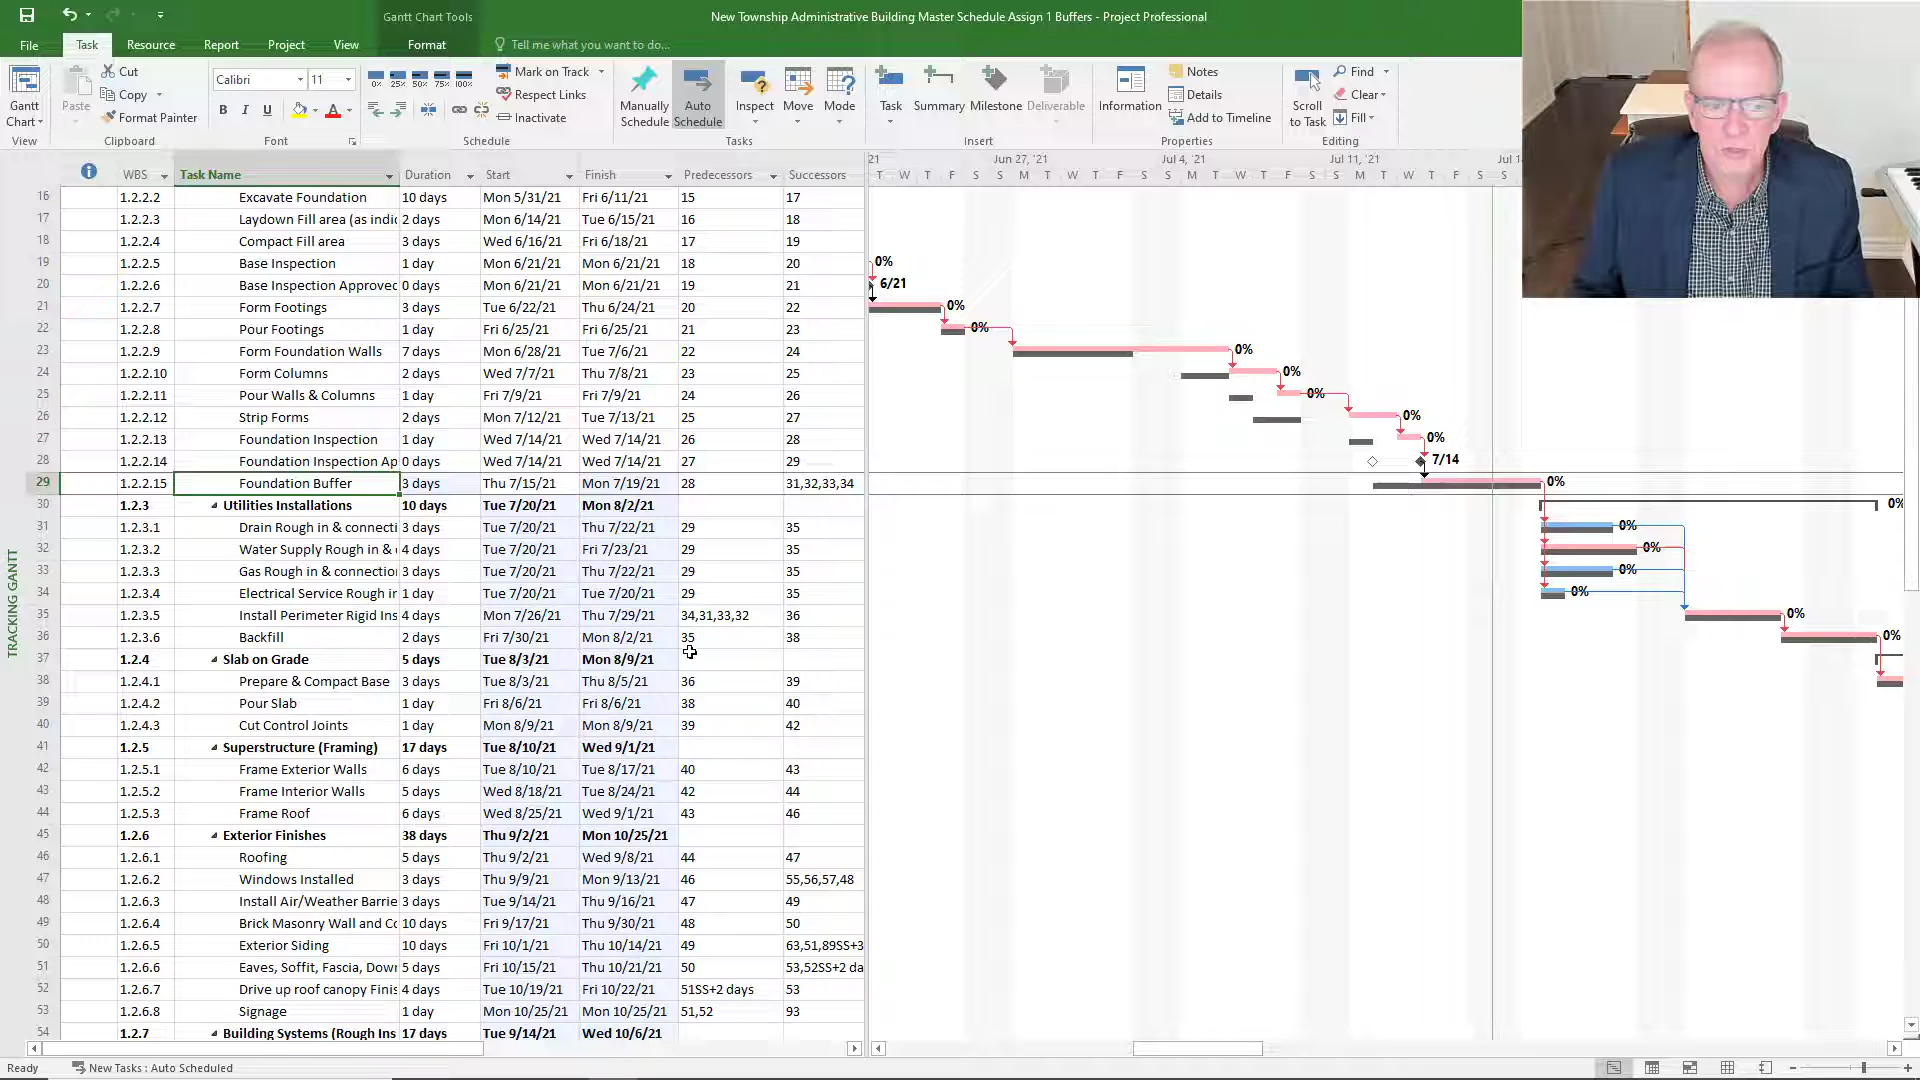 Gantt Chart Tools
New Township Administrative Building Master Schedule Assign 1 Buffers - Project Professional
File Task Resource Report Project View Format Tell me what you want to do...
Gantt Chart
Paste
Cut
Copy
Format Painter
Calibri 11
B I U A
0% 25% 50% 75% 100%
Mark on Track
Respect Links
Inactivate
Manually Schedule
Auto Schedule
Inspect Move Mode
Task Summary Milestone Deliverable
Information
Notes
Details
Add to Timeline
Scroll to Task
Find
Clear
Fill
View Clipboard Font Schedule Tasks Insert Properties Editing
21 Jun 27, '21 Jul 4, '21 Jul 11, '21 Jul 1
WBS Task Name Duration Start Finish Predecessors Successors
T W T F S S M T W T F S S M T W T F S S M T W T F S S
16 1.2.2.2 Excavate Foundation 10 days Mon 5/31/21 Fri 6/11/21 15 17
17 1.2.2.3 Laydown Fill area (as indic 2 days Mon 6/14/21 Tue 6/15/21 16 18
18 1.2.2.4 Compact Fill area 3 days Wed 6/16/21 Fri 6/18/21 17 19
19 1.2.2.5 Base Inspection 1 day Mon 6/21/21 Mon 6/21/21 18 20 0%
20 1.2.2.6 Base Inspection Approved 0 days Mon 6/21/21 Mon 6/21/21 19 21 6/21
21 1.2.2.7 Form Footings 3 days Tue 6/22/21 Thu 6/24/21 20 22 0%
22 1.2.2.8 Pour Footings 1 day Fri 6/25/21 Fri 6/25/21 21 23 0%
23 1.2.2.9 Form Foundation Walls 7 days Mon 6/28/21 Tue 7/6/21 22 24 0%
24 1.2.2.10 Form Columns 2 days Wed 7/7/21 Thu 7/8/21 23 25 0%
25 1.2.2.11 Pour Walls & Columns 1 day Fri 7/9/21 Fri 7/9/21 24 26 0%
26 1.2.2.12 Strip Forms 2 days Mon 7/12/21 Tue 7/13/21 25 27 0%
27 1.2.2.13 Foundation Inspection 1 day Wed 7/14/21 Wed 7/14/21 26 28 0%
28 1.2.2.14 Foundation Inspection Ap 0 days Wed 7/14/21 Wed 7/14/21 27 29 7/14
29 1.2.2.15 Foundation Buffer 3 days Thu 7/15/21 Mon 7/19/21 28 31,32,33,34 0%
30 1.2.3 Utilities Installations 10 days Tue 7/20/21 Mon 8/2/21 0%
31 1.2.3.1 Drain Rough in & connecti 3 days Tue 7/20/21 Thu 7/22/21 29 35 0%
32 1.2.3.2 Water Supply Rough in & 4 days Tue 7/20/21 Fri 7/23/21 29 35 0%
33 1.2.3.3 Gas Rough in & connectio 3 days Tue 7/20/21 Thu 7/22/21 29 35 0%
34 1.2.3.4 Electrical Service Rough ir 1 day Tue 7/20/21 Tue 7/20/21 29 35 0%
35 1.2.3.5 Install Perimeter Rigid Ins 4 days Mon 7/26/21 Thu 7/29/21 34,31,33,32 36 0%
36 1.2.3.6 Backfill 2 days Fri 7/30/21 Mon 8/2/21 35 38 0%
37 1.2.4 Slab on Grade 5 days Tue 8/3/21 Mon 8/9/21
38 1.2.4.1 Prepare & Compact Base 3 days Tue 8/3/21 Thu 8/5/21 36 39
39 1.2.4.2 Pour Slab 1 day Fri 8/6/21 Fri 8/6/21 38 40
40 1.2.4.3 Cut Control Joints 1 day Mon 8/9/21 Mon 8/9/21 39 42
41 1.2.5 Superstructure (Framing) 17 days Tue 8/10/21 Wed 9/1/21
42 1.2.5.1 Frame Exterior Walls 6 days Tue 8/10/21 Tue 8/17/21 40 43
43 1.2.5.2 Frame Interior Walls 5 days Wed 8/18/21 Tue 8/24/21 42 44
44 1.2.5.3 Frame Roof 6 days Wed 8/25/21 Wed 9/1/21 43 46
45 1.2.6 Exterior Finishes 38 days Thu 9/2/21 Mon 10/25/21
46 1.2.6.1 Roofing 5 days Thu 9/2/21 Wed 9/8/21 44 47
47 1.2.6.2 Windows Installed 3 days Thu 9/9/21 Mon 9/13/21 46 55,56,57,48
48 1.2.6.3 Install Air/Weather Barrie 3 days Tue 9/14/21 Thu 9/16/21 47 49
49 1.2.6.4 Brick Masonry Wall and Co 10 days Fri 9/17/21 Thu 9/30/21 48 50
50 1.2.6.5 Exterior Siding 10 days Fri 10/1/21 Thu 10/14/21 49 63,51,89SS+3
51 1.2.6.6 Eaves, Soffit, Fascia, Dow 5 days Fri 10/15/21 Thu 10/21/21 50 53,52SS+2 da
52 1.2.6.7 Drive up roof canopy Finis 4 days Tue 10/19/21 Fri 10/22/21 51SS+2 days 53
53 1.2.6.8 Signage 1 day Mon 10/25/21 Mon 10/25/21 51,52 93
54 1.2.7 Building Systems (Rough Ins 17 days Tue 9/14/21 Wed 10/6/21
TRACKING GANTT
Ready New Tasks : Auto Scheduled